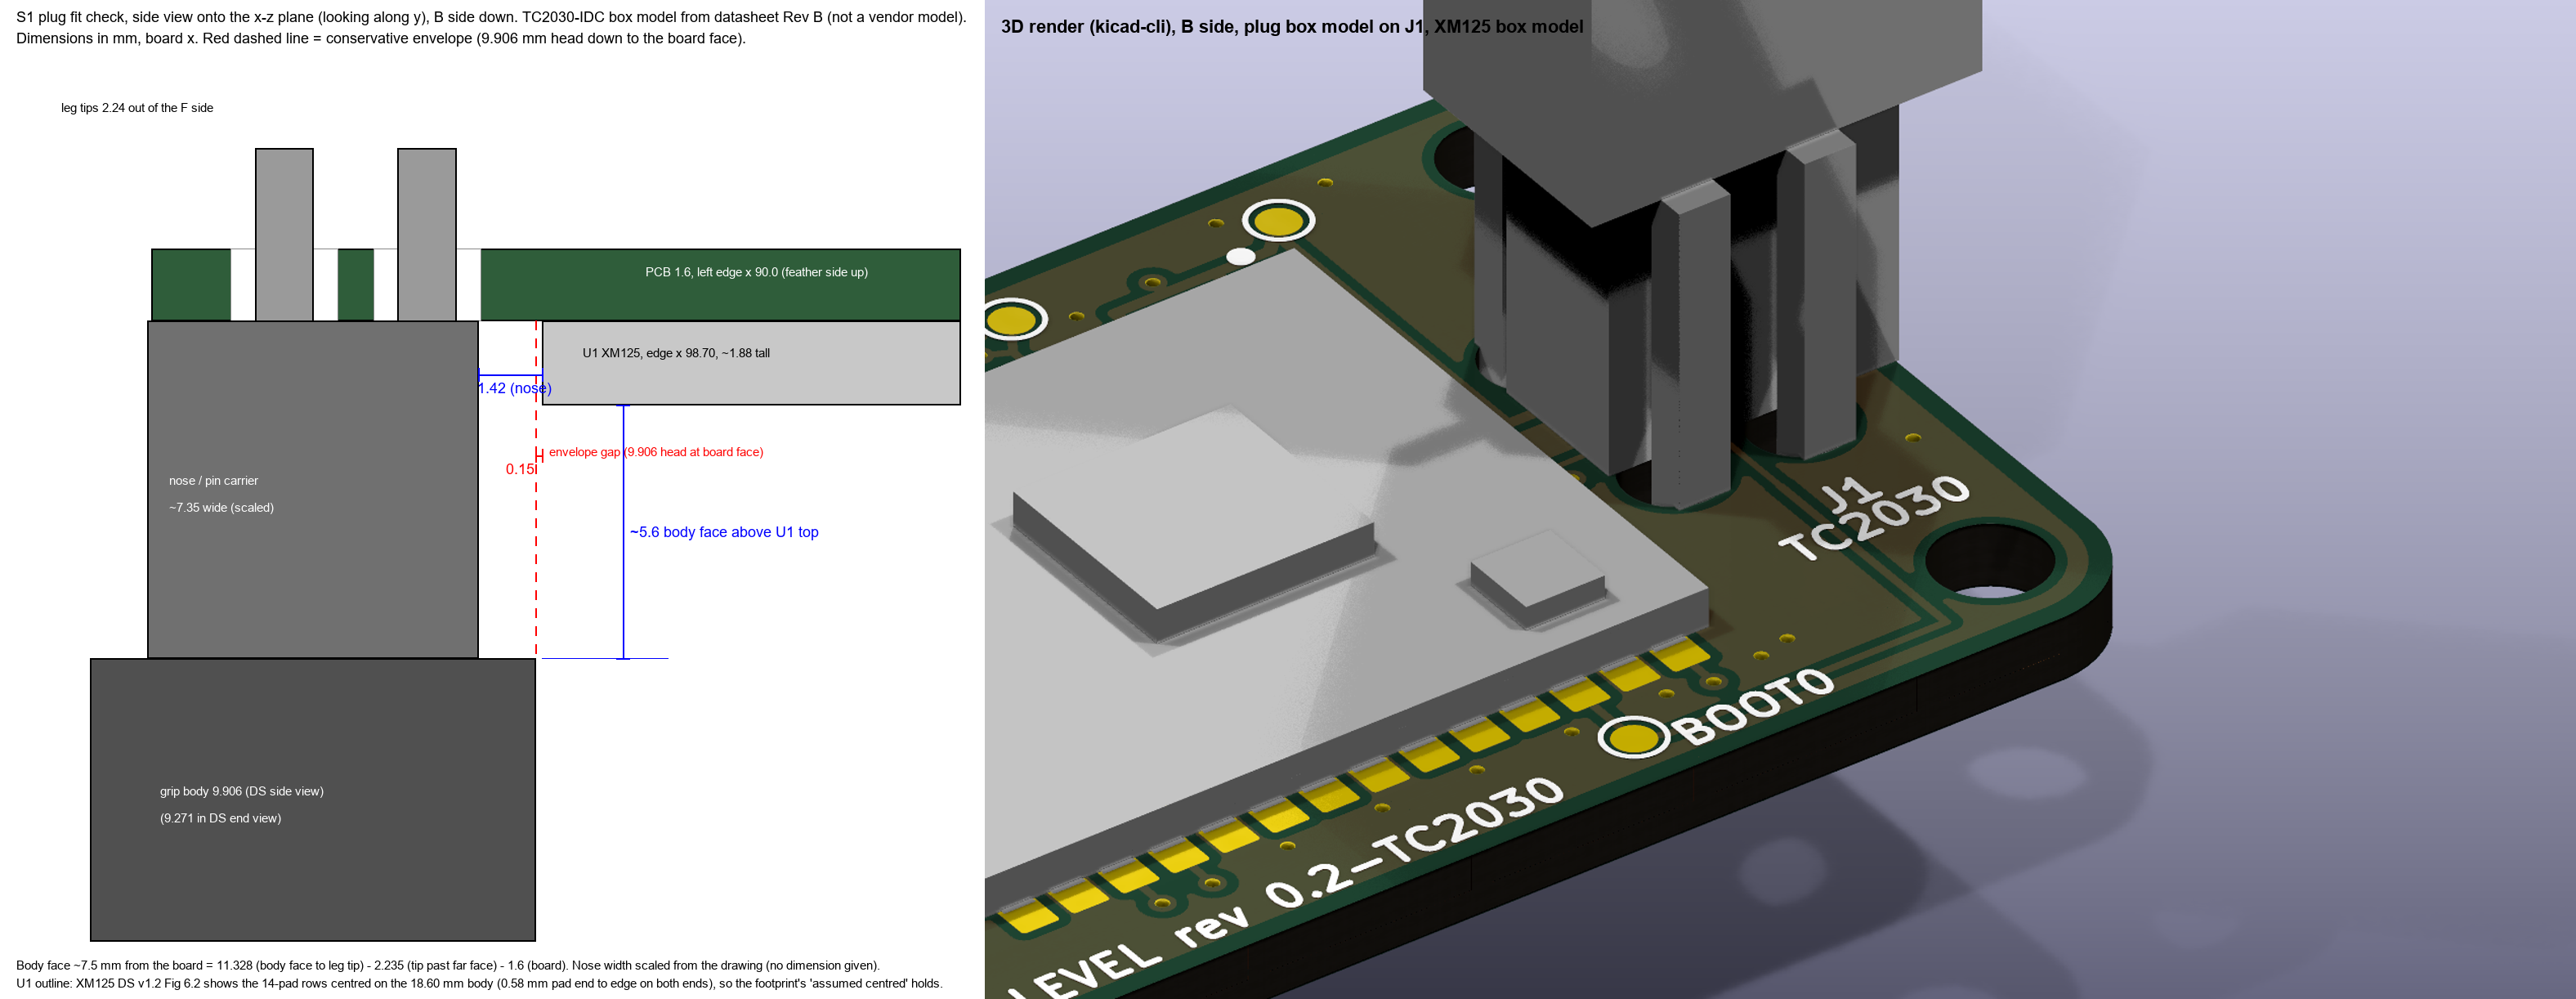 S1 plug fit check, side view onto the x-z plane (looking along y), B side down. TC2030-IDC box model from datasheet Rev B (not a vendor model).
Dimensions in mm, board x. Red dashed line = conservative envelope (9.906 mm head down to the board face).
leg tips 2.24 out of the F side
PCB 1.6, left edge x 90.0 (feather side up)
U1 XM125, edge x 98.70, ~1.88 tall
1.42 (nose)
envelope gap (9.906 head at board face)
0.15
nose / pin carrier
~7.35 wide (scaled)
~5.6 body face above U1 top
grip body 9.906 (DS side view)
(9.271 in DS end view)
Body face ~7.5 mm from the board = 11.328 (body face to leg tip) - 2.235 (tip past far face) - 1.6 (board). Nose width scaled from the drawing (no dimension given).
U1 outline: XM125 DS v1.2 Fig 6.2 shows the 14-pad rows centred on the 18.60 mm body (0.58 mm pad end to edge on both ends), so the footprint's 'assumed centred' holds.
3D render (kicad-cli), B side, plug box model on J1, XM125 box model
J1
TC2030
BOOT0
LEVEL rev 0.2-TC2030